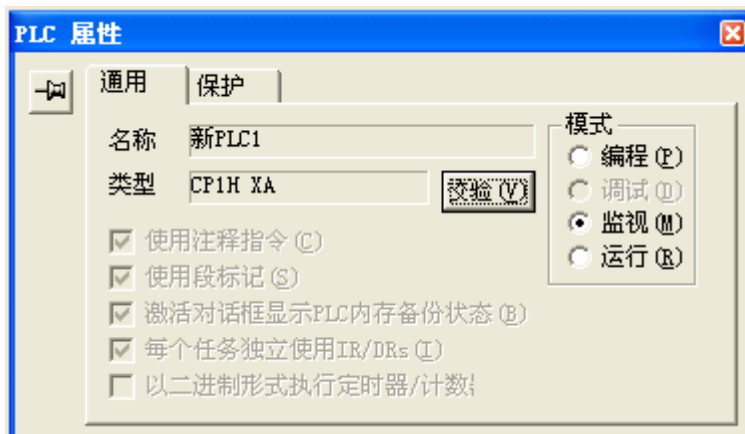 PLC 属性
通用 保护
名称 新PLC1
类型 CP1H XA 校验(V)
模式
编程(P)
调试(D)
监视(M)
运行(R)
使用注释指令(C)
使用段标记(S)
激活对话框显示PLC内存备份状态(B)
每个任务独立使用IR/DRs(I)
以二进制形式执行定时器/计数